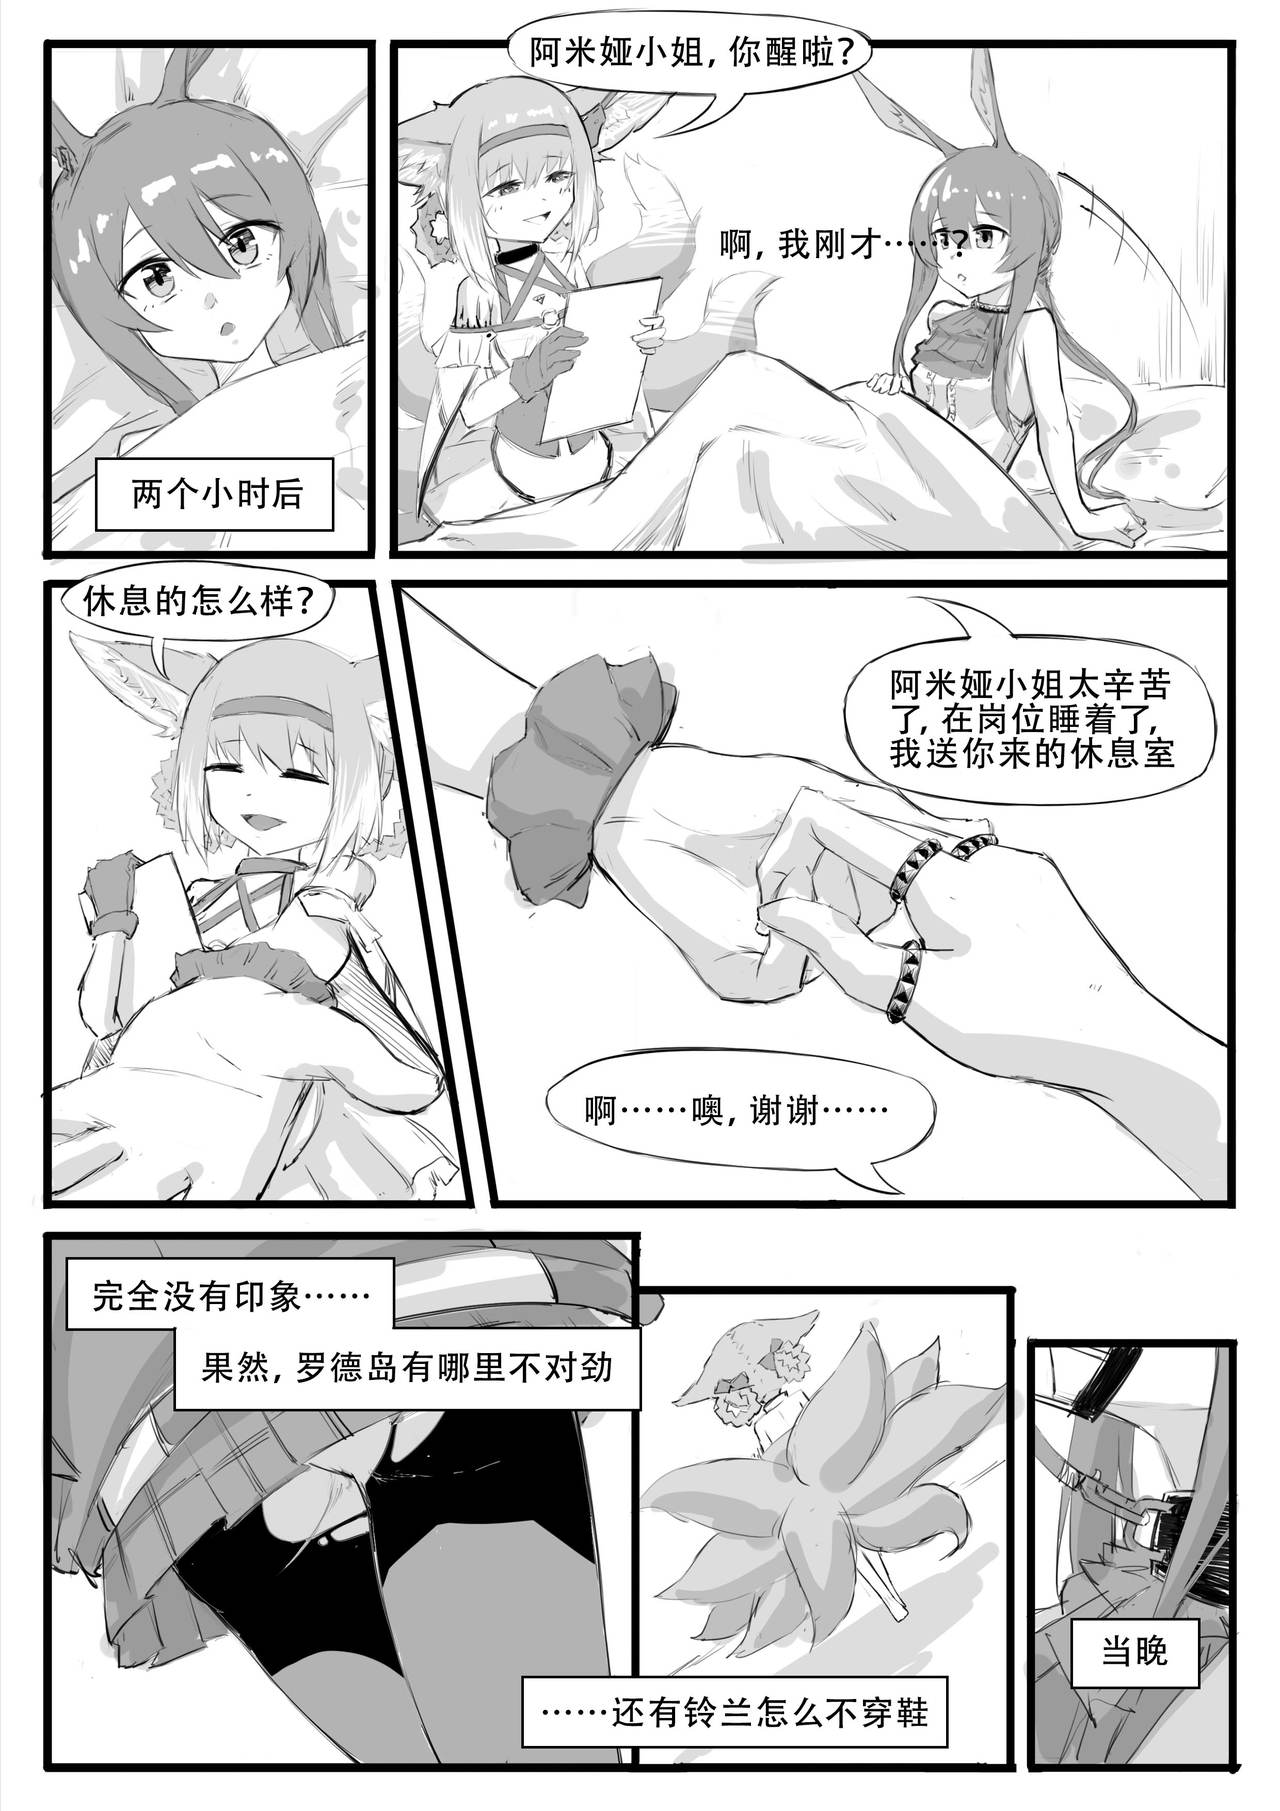 两个小时后
阿米娅小姐，你醒啦？
啊，我刚才……？
休息的怎么样？
阿米娅小姐太辛苦
了，在岗位睡着了，
我送你来的休息室
啊……噢，谢谢……
完全没有印象……
果然，罗德岛有哪里不对劲
……还有铃兰怎么不穿鞋
当晚